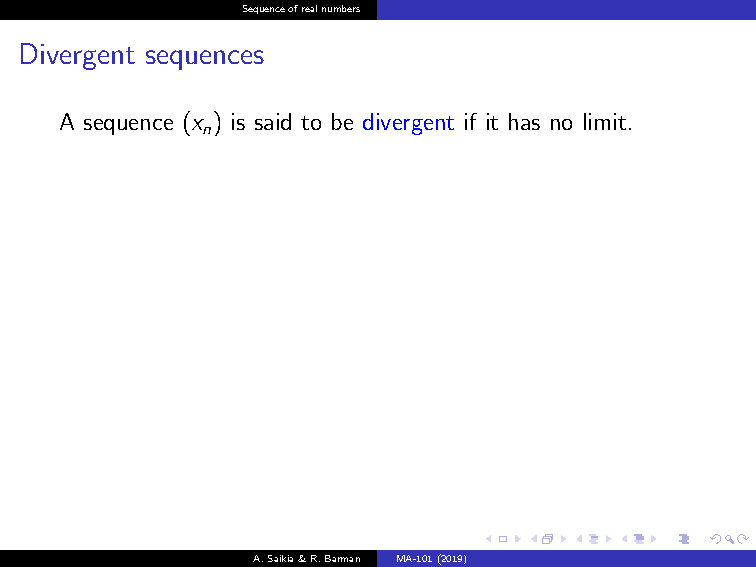 Sequence of real numbers
Divergent sequences
A sequence (xₙ) is said to be divergent if it has no limit.
A. Saikia & R. Barman MA-101 (2019)